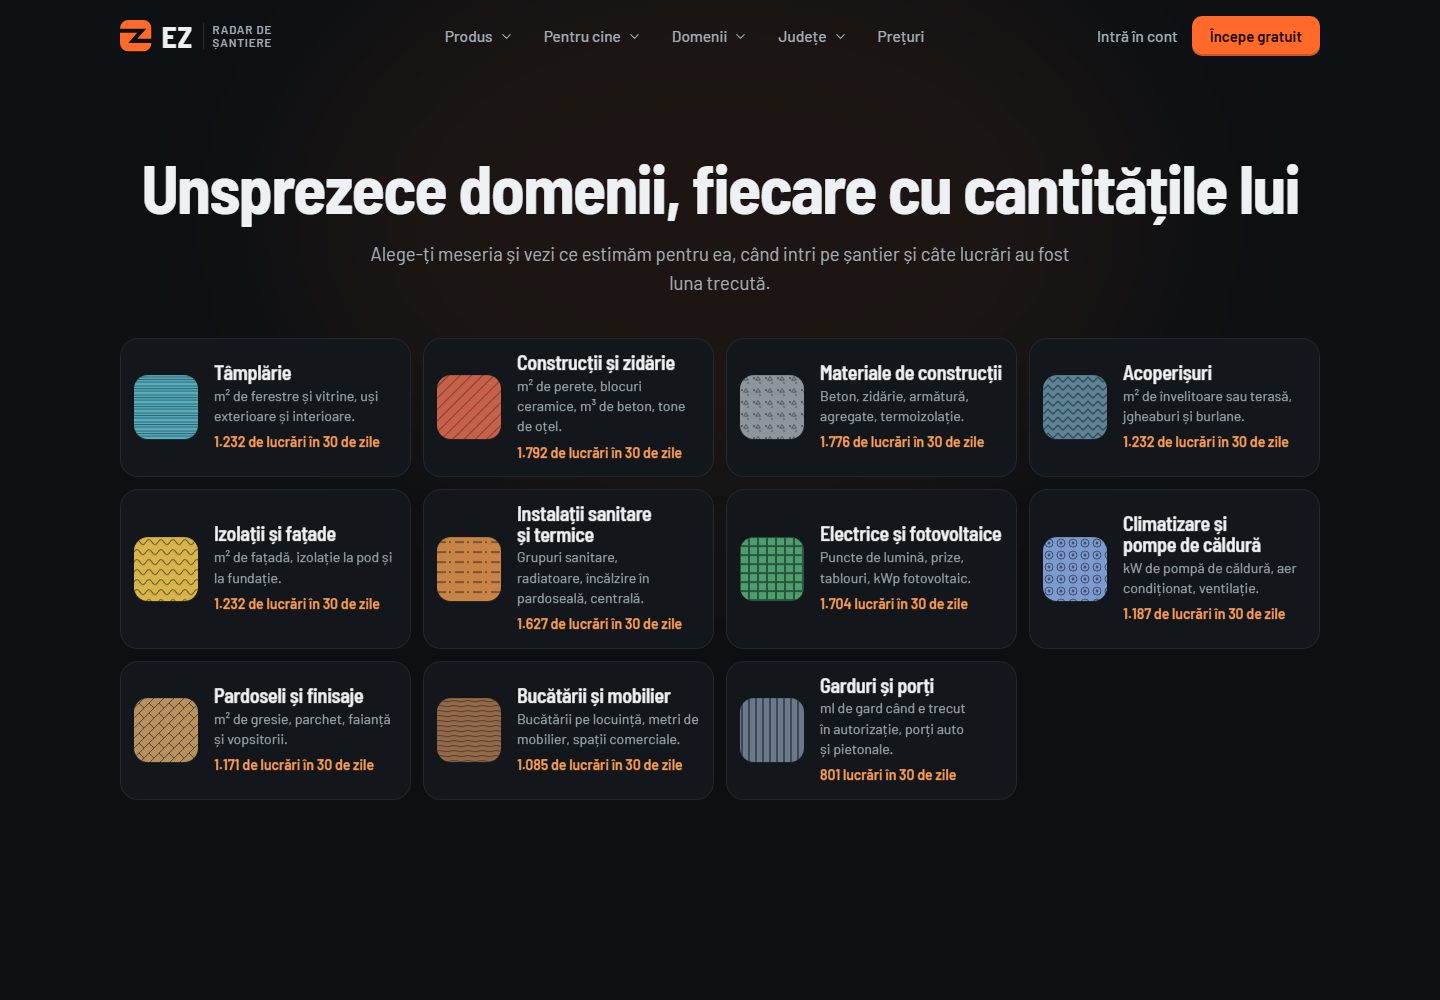 EZ
RADAR DE
ȘANTIERE
Produs
Pentru cine
Domenii
Județe
Prețuri
Intră în cont
Începe gratuit
Unsprezece domenii, fiecare cu cantitățile lui
Alege-ți meseria și vezi ce estimăm pentru ea, când intri pe șantier și câte lucrări au fost
luna trecută.
Tâmplărie
m² de ferestre și vitrine, uși
exterioare și interioare.
1.232 de lucrări în 30 de zile
Construcții și zidărie
m² de perete, blocuri
ceramice, m³ de beton, tone
de oțel.
1.792 de lucrări în 30 de zile
Materiale de construcții
Beton, zidărie, armătură,
agregate, termoizolație.
1.776 de lucrări în 30 de zile
Acoperișuri
m² de învelitoare sau terasă,
jgheaburi și burlane.
1.232 de lucrări în 30 de zile
Izolații și fațade
m² de fațadă, izolație la pod și
la fundație.
1.232 de lucrări în 30 de zile
Instalații sanitare
și termice
Grupuri sanitare,
radiatoare, încălzire în
pardoseală, centrală.
1.627 de lucrări în 30 de zile
Electrice și fotovoltaice
Puncte de lumină, prize,
tablouri, kWp fotovoltaic.
1.704 lucrări în 30 de zile
Climatizare și
pompe de căldură
kW de pompă de căldură, aer
condiționat, ventilație.
1.187 de lucrări în 30 de zile
Pardoseli și finisaje
m² de gresie, parchet, faianță
și vopsitorii.
1.171 de lucrări în 30 de zile
Bucătării și mobilier
Bucătării pe locuință, metri de
mobilier, spații comerciale.
1.085 de lucrări în 30 de zile
Garduri și porți
ml de gard când e trecut
în autorizație, porți auto
și pietonale.
801 lucrări în 30 de zile